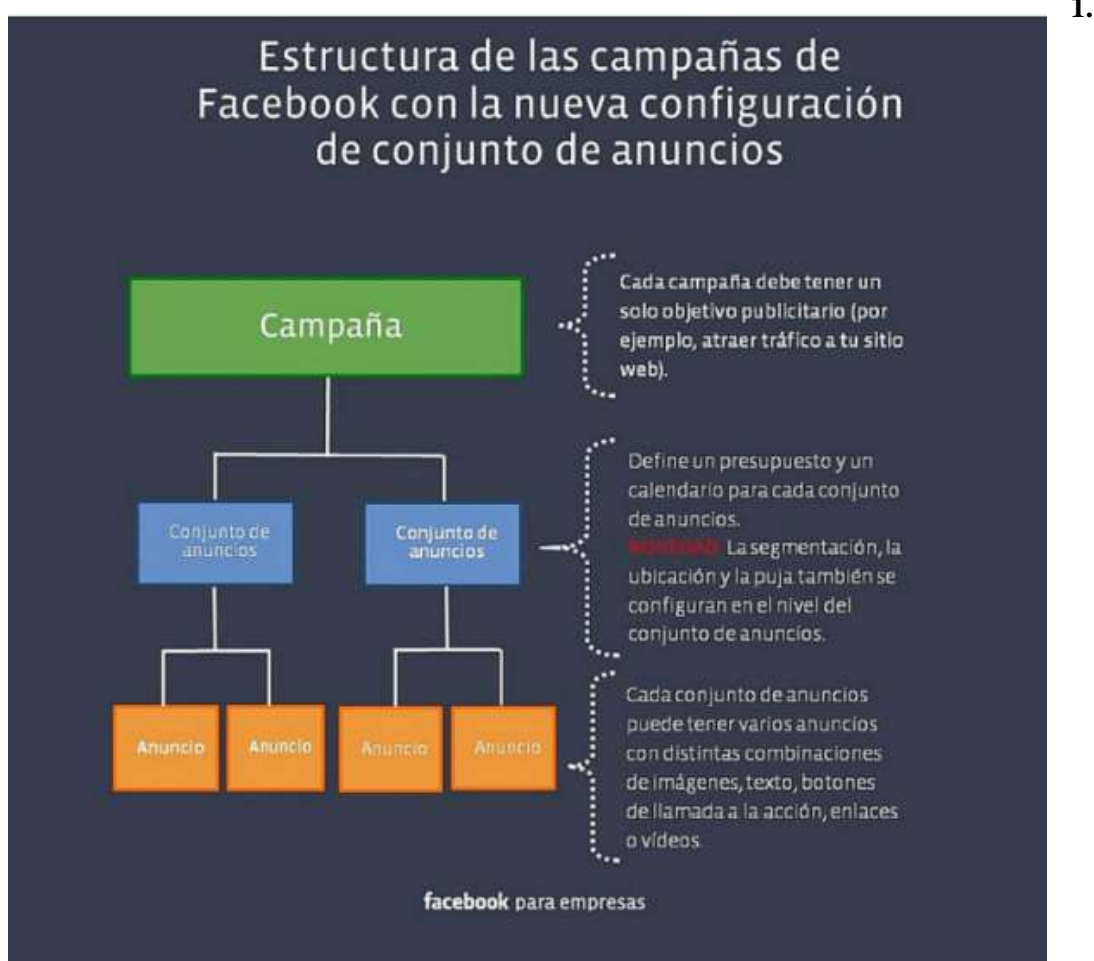 1.
Estructura de las campañas de
Facebook con la nueva configuración
de conjunto de anuncios
Campaña
Cada campaña debe tener un
solo objetivo publicitario (por
ejemplo, atraer tráfico a tu sitio
web).
Conjunto de
anuncios
Conjunto de
anuncios
Define un presupuesto y un
calendario para cada conjunto
de anuncios.
La segmentación, la
ubicación y la puja también se
configuran en el nivel del
conjunto de anuncios.
Anuncio
Anuncio
Anuncio
Anuncio
Cada conjunto de anuncios
puede tener varios anuncios
con distintas combinaciones
de imágenes, texto, botones
de llamada a la acción, enlaces
o vídeos.
facebook para empresas